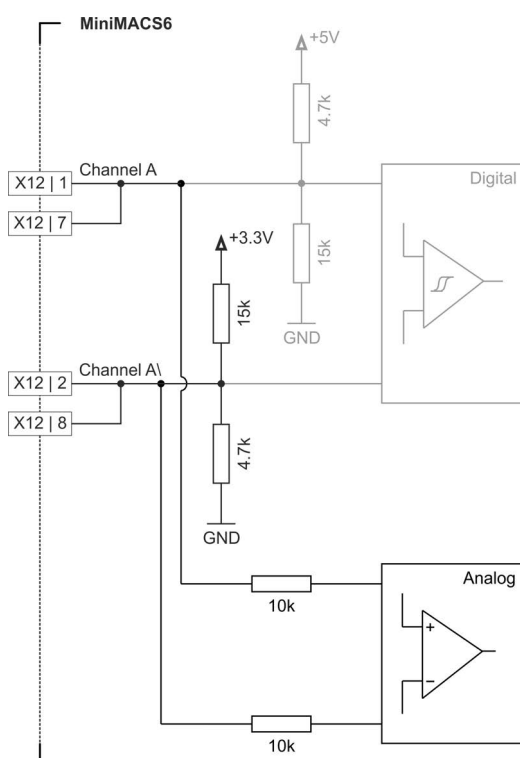 MiniMACS6
+5V
4.7k
X12 | 1
Channel A
Digital
X12 | 7
+3.3V
15k
15k
GND
X12 | 2
Channel A\
X12 | 8
4.7k
GND
Analog
10k
+
−
10k